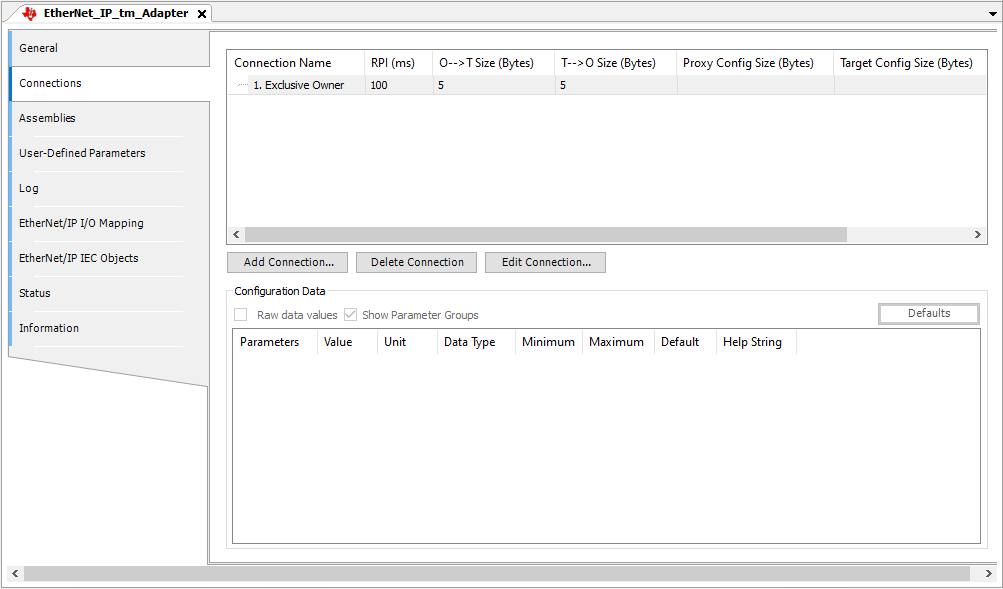 EtherNet_IP_tm_Adapter
General
Connections
Assemblies
User-Defined Parameters
Log
EtherNet/IP I/O Mapping
EtherNet/IP IEC Objects
Status
Information
Connection Name RPI (ms) O-->T Size (Bytes) T-->O Size (Bytes) Proxy Config Size (Bytes) Target Config Size (Bytes)
1. Exclusive Owner 100 5 5
Add Connection... Delete Connection Edit Connection...
Configuration Data
Raw data values Show Parameter Groups Defaults
Parameters Value Unit Data Type Minimum Maximum Default Help String